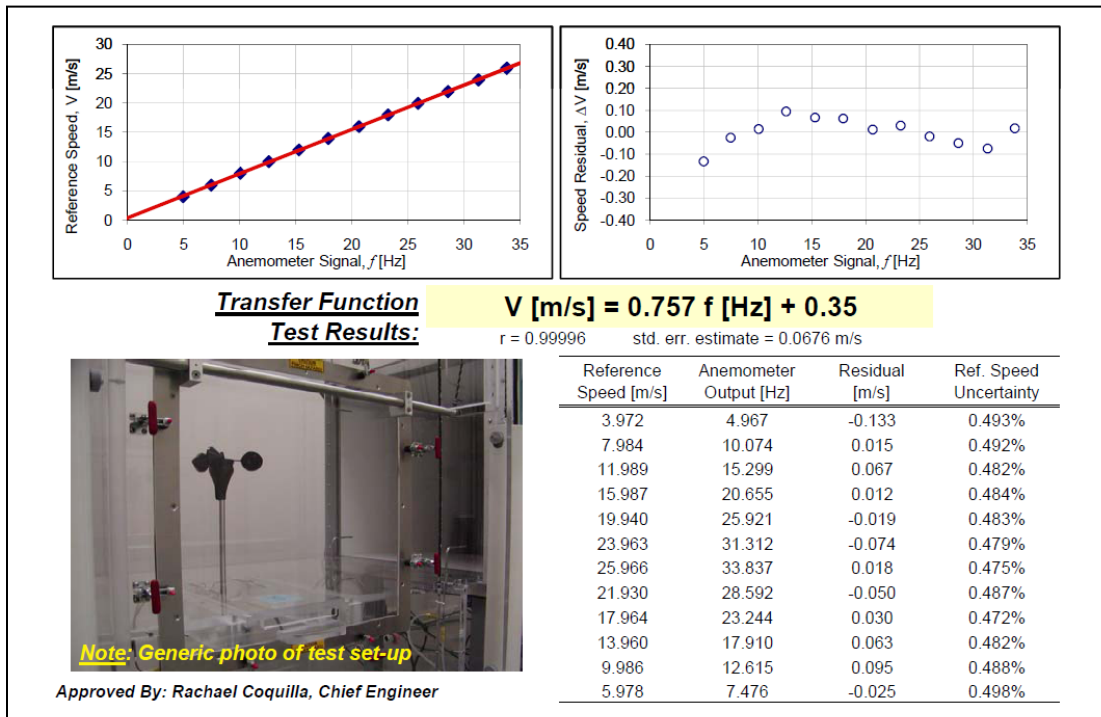 Reference Speed, V [m/s]
30
25
20
15
10
5
0
0 5 10 15 20 25 30 35
Anemometer Signal, f [Hz]
Speed Residual, ΔV [m/s]
0.40
0.30
0.20
0.10
0.00
-0.10
-0.20
-0.30
-0.40
0 5 10 15 20 25 30 35
Anemometer Signal, f [Hz]
Transfer Function V [m/s] = 0.757 f [Hz] + 0.35
Test Results: r = 0.99996 std. err. estimate = 0.0676 m/s
Note: Generic photo of test set-up
Approved By: Rachael Coquilla, Chief Engineer
Reference Anemometer Residual Ref. Speed
Speed [m/s] Output [Hz] [m/s] Uncertainty
3.972 4.967 -0.133 0.493%
7.984 10.074 0.015 0.492%
11.989 15.299 0.067 0.482%
15.987 20.655 0.012 0.484%
19.940 25.921 -0.019 0.483%
23.963 31.312 -0.074 0.479%
25.966 33.837 0.018 0.475%
21.930 28.592 -0.050 0.487%
17.964 23.244 0.030 0.472%
13.960 17.910 0.063 0.482%
9.986 12.615 0.095 0.488%
5.978 7.476 -0.025 0.498%